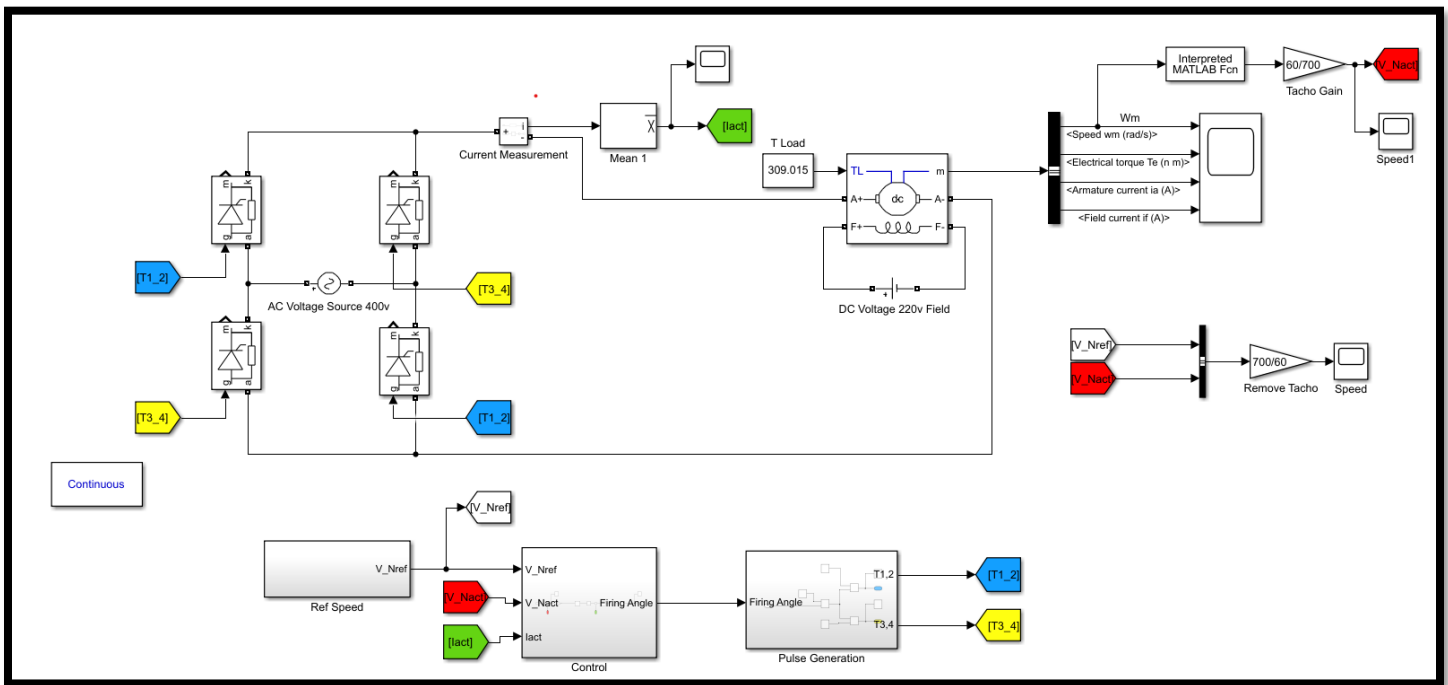 Interpreted
MATLAB Fcn
60/700
[V_Nact]
Tacho Gain
Speed1
Current Measurement
+
i
-
X
Mean 1
[Iact]
T Load
309.015
TL
m
A+
dc
A-
F+
F-
DC Voltage 220v Field
Wm
<Speed wm (rad/s)>
<Electrical torque Te (n m)>
<Armature current ia (A)>
<Field current if (A)>
m
k
g
a
m
k
g
a
[T1_2]
[T3_4]
+
AC Voltage Source 400v
m
k
g
a
m
k
g
a
[T3_4]
[T1_2]
+
[V_Nref]
[V_Nact]
700/60
Remove Tacho
Speed
Continuous
[V_Nref]
V_Nref
Ref Speed
[V_Nact]
[Iact]
V_Nref
V_Nact
Iact
Firing Angle
Control
Firing Angle
T1,2
T3,4
Pulse Generation
[T1_2]
[T3_4]